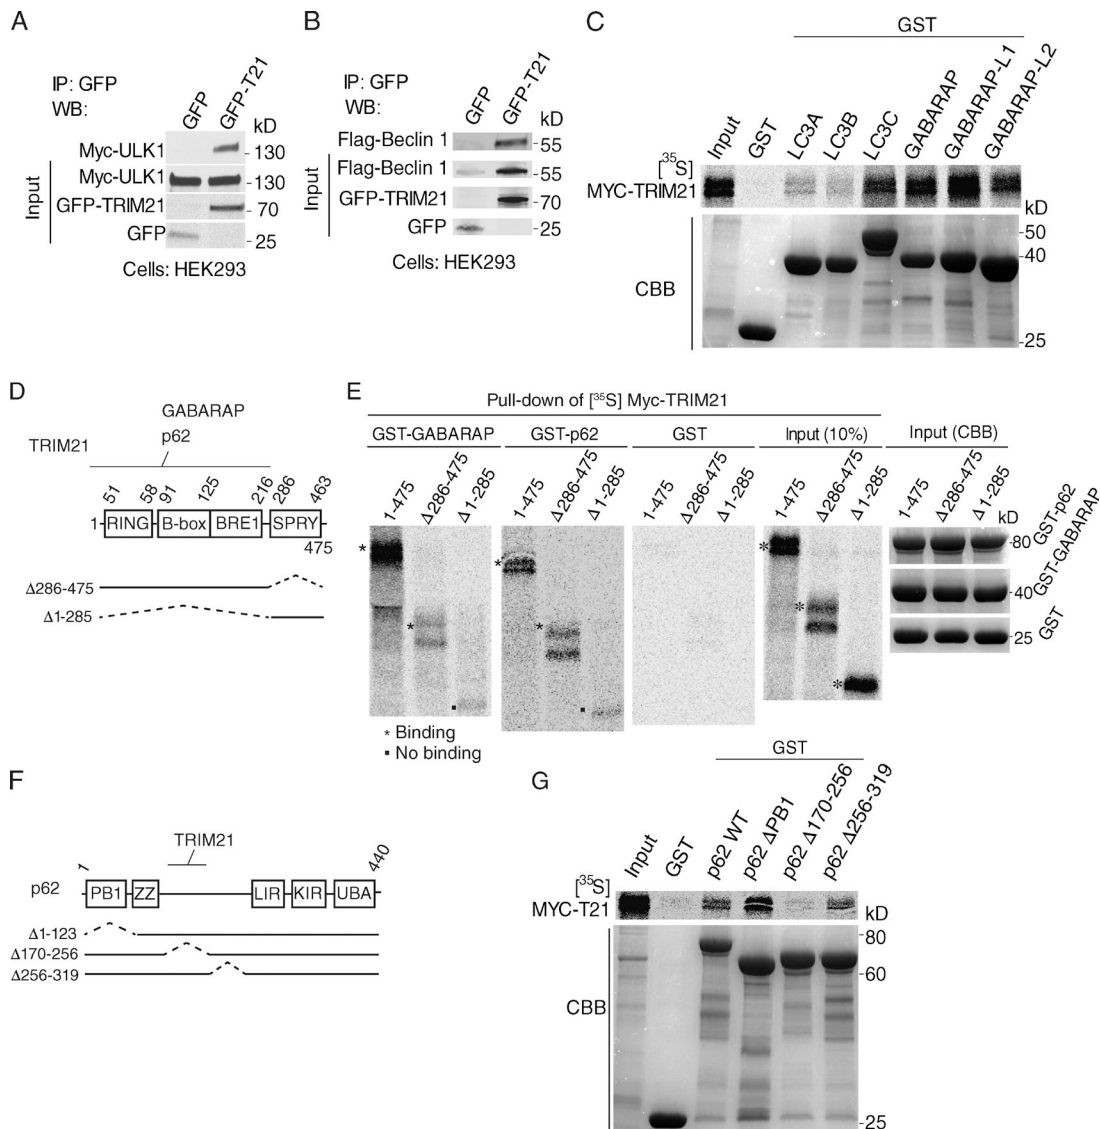 A
IP: GFP
WB:
GFP
GFP-T21
kD
Myc-ULK1
-130
Input
Myc-ULK1
-130
GFP-TRIM21
- 70
GFP
- 25
Cells: HEK293
B
IP: GFP
WB:
GFP
GFP-T21
kD
Flag-Beclin 1
-55
Input
Flag-Beclin 1
-55
GFP-TRIM21
-70
GFP
-25
Cells: HEK293
C
GST
Input
GST
LC3A
LC3B
LC3C
GABARAP
GABARAP-L1
GABARAP-L2
[35S]
MYC-TRIM21
kD
-50
-40
CBB
-25
D
GABARAP
p62
TRIM21
51
58
91
125
216
286
463
1
RING
B-box
BRE1
SPRY
475
Δ286-475
Δ1-285
E
Pull-down of [35S] Myc-TRIM21
GST-GABARAP
GST-p62
GST
Input (10%)
Input (CBB)
1-475
Δ286-475
Δ1-285
1-475
Δ286-475
Δ1-285
1-475
Δ286-475
Δ1-285
1-475
Δ286-475
Δ1-285
1-475
Δ286-475
Δ1-285
kD
-80
GST-p62
-40
GST-GABARAP
- 25
GST
*
*
*
*
*
*
*
* Binding
▪ No binding
F
TRIM21
1
440
p62
PB1
ZZ
LIR
KIR
UBA
Δ1-123
Δ170-256
Δ256-319
G
GST
Input
GST
p62 WT
p62 ΔPB1
p62 Δ170-256
p62 Δ256-319
[35S]
MYC-T21
kD
-80
-60
CBB
-25